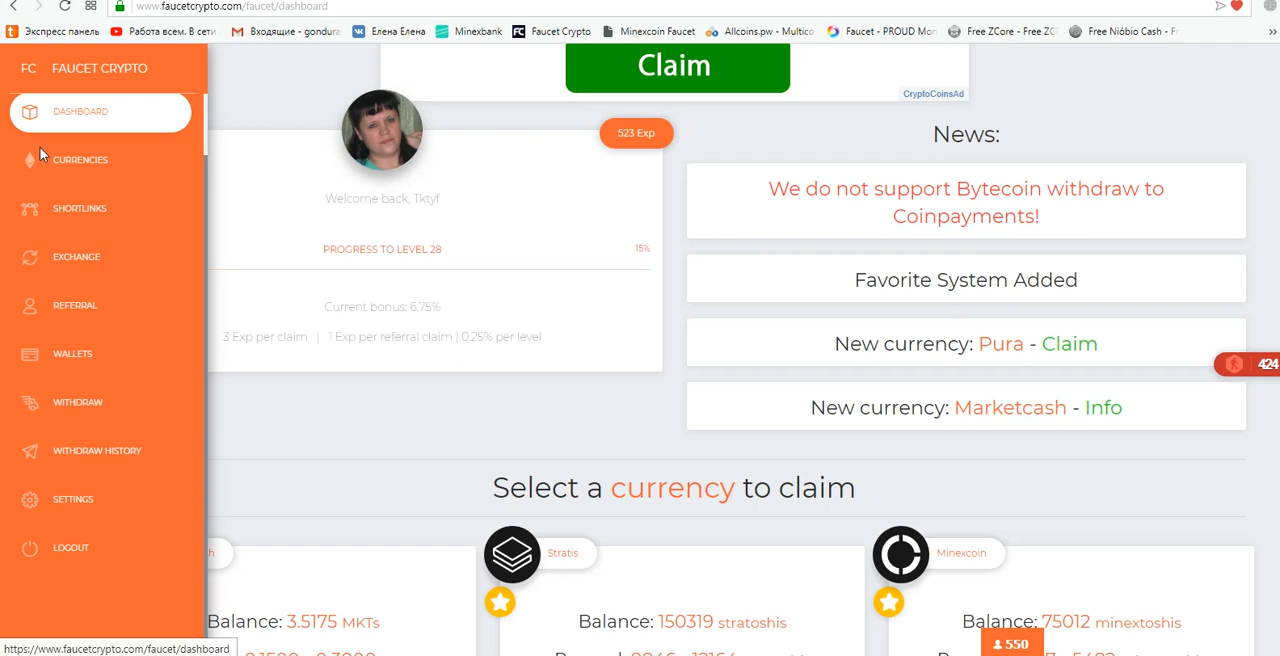 www.faucetcrypto.com/faucet/dashboard
Экспресс панель
Работа всем. В сети
Входящие - gondura
Елена Елена
Minexbank
FC Faucet Crypto
Minexcoin Faucet
Allcoins.pw - Multico
Faucet - PROUD Mon
Free ZCore - Free ZC
Free Nióbio Cash - Fr
FC FAUCET CRYPTO
DASHBOARD
CURRENCIES
SHORTLINKS
EXCHANGE
REFERRAL
WALLETS
WITHDRAW
WITHDRAW HISTORY
SETTINGS
LOGOUT
https://www.faucetcrypto.com/faucet/dashboard
Claim
CryptoCoinsAd
523 Exp
Welcome back, Tktyf
PROGRESS TO LEVEL 28
15%
Current bonus: 6.75%
3 Exp per claim | 1 Exp per referral claim | 0.25% per level
News:
We do not support Bytecoin withdraw to
Coinpayments!
Favorite System Added
New currency: Pura - Claim
New currency: Marketcash - Info
424
Select a currency to claim
h
Balance: 3.5175 MKTs
Stratis
Balance: 150319 stratoshis
Minexcoin
Balance: 75012 minextoshis
550